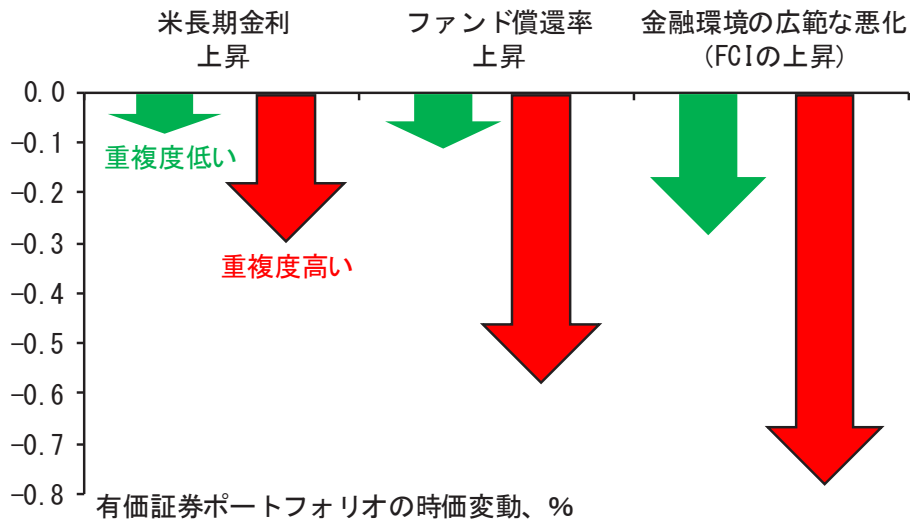 米長期金利
上昇
ファンド償還率
上昇
金融環境の広範な悪化
(FCIの上昇)
0.0
-0.1
-0.2
-0.3
-0.4
-0.5
-0.6
-0.7
-0.8
重複度低い
重複度高い
有価証券ポートフォリオの時価変動、%